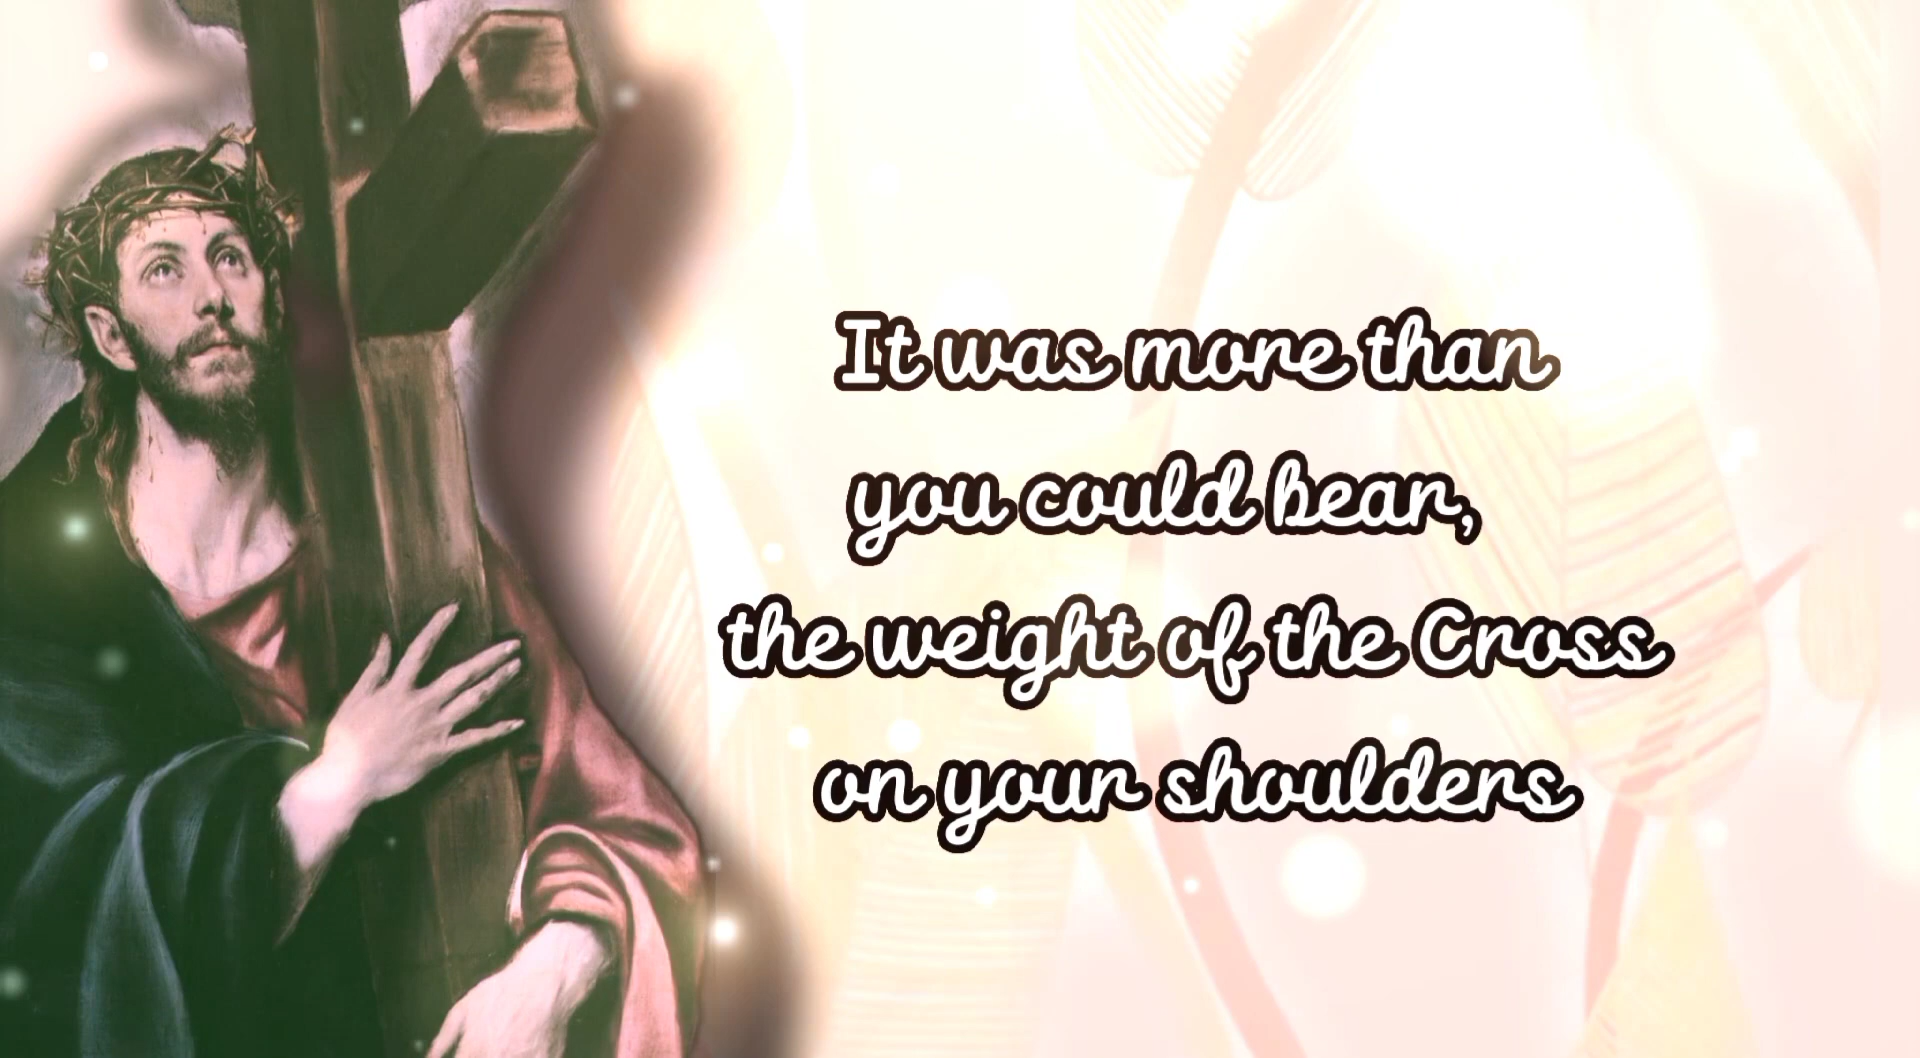 It was more than
you could bear,
the weight of the Cross
on your shoulders